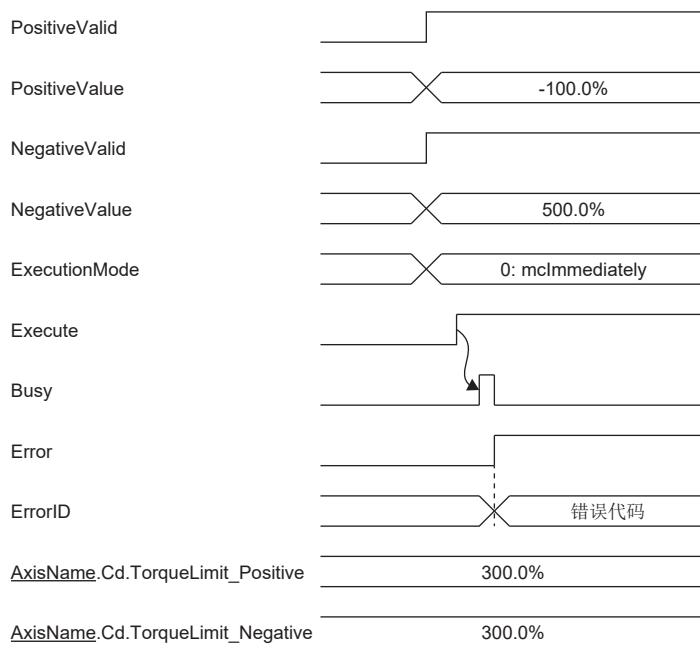 PositiveValid
PositiveValue -100.0%
NegativeValid
NegativeValue 500.0%
ExecutionMode 0: mcImmediately
Execute
Busy
Error
ErrorID 错误代码
AxisName.Cd.TorqueLimit_Positive 300.0%
AxisName.Cd.TorqueLimit_Negative 300.0%